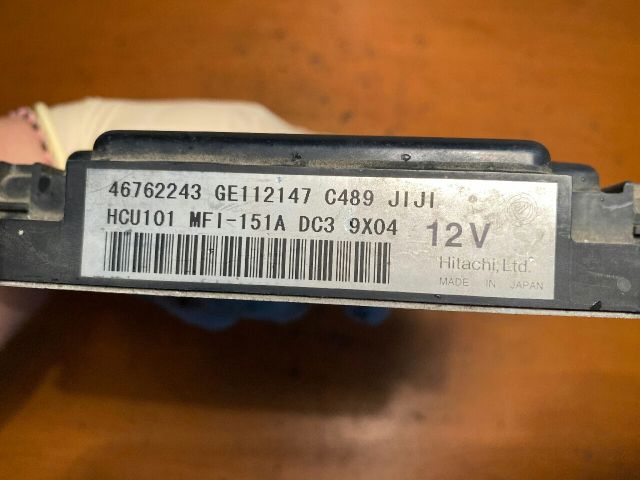 46762243 GE112147 C489 JIJI
HCU101 MFI-151A DC3 9X04
12V
Hitachi,Ltd.
MADE IN JAPAN